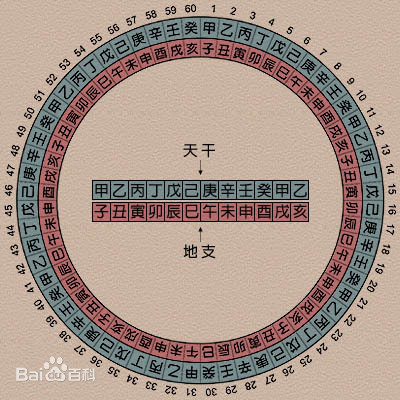 天干
甲乙丙丁戊己庚辛壬癸甲乙
子丑寅卯辰巳午未申酉戌亥
地支
1 2 3 4 5 6 7 8 9 10 11 12 13 14 15 16 17 18 19 20 21 22 23 24 25 26 27 28 29 30 31 32 33 34 35 36 37 38 39 40 41 42 43 44 45 46 47 48 49 50 51 52 53 54 55 56 57 58 59 60
甲乙丙丁戊己庚辛壬癸甲乙丙丁戊己庚辛壬癸甲乙丙丁戊己庚辛壬癸甲乙丙丁戊己庚辛壬癸甲乙丙丁戊己庚辛壬癸甲乙丙丁戊己庚辛壬癸
子丑寅卯辰巳午未申酉戌亥子丑寅卯辰巳午未申酉戌亥子丑寅卯辰巳午未申酉戌亥子丑寅卯辰巳午未申酉戌亥子丑寅卯辰巳午未申酉戌亥
Bai百科